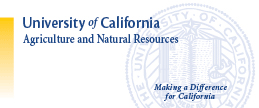 University of California
Agriculture and Natural Resources
Making a Difference
for California